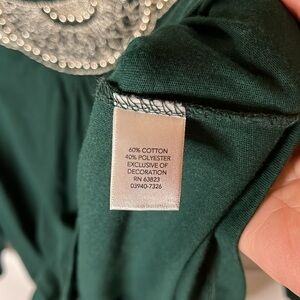 60% COTTON
40% POLYESTER
EXCLUSIVE OF
DECORATION
RN 63823
03940-7326